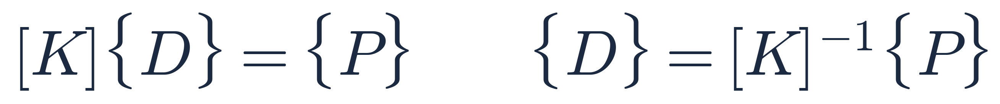 [K]{D} = {P} {D} = [K]⁻¹{P}